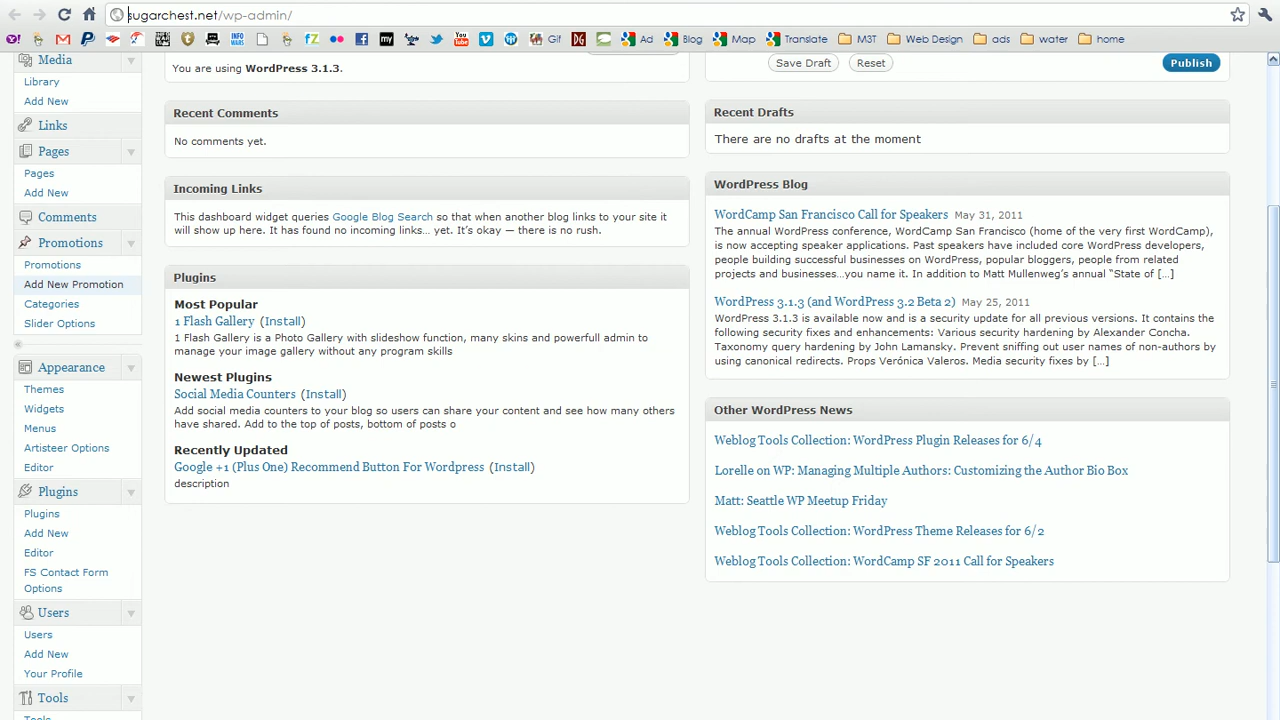 sugarchest.net/wp-admin/
Gif Ad Blog Map Translate M3T Web Design ads water home
Media
Library
Add New
Links
Pages
Pages
Add New
Comments
Promotions
Promotions
Add New Promotion
Categories
Slider Options
Appearance
Themes
Widgets
Menus
Artisteer Options
Editor
Plugins
Plugins
Add New
Editor
FS Contact Form
Options
Users
Users
Add New
Your Profile
Tools
Tools
You are using WordPress 3.1.3.
Recent Comments
No comments yet.
Incoming Links
This dashboard widget queries Google Blog Search so that when another blog links to your site it
will show up here. It has found no incoming links… yet. It’s okay — there is no rush.
Plugins
Most Popular
1 Flash Gallery (Install)
1 Flash Gallery is a Photo Gallery with slideshow function, many skins and powerfull admin to
manage your image gallery without any program skills
Newest Plugins
Social Media Counters (Install)
Add social media counters to your blog so users can share your content and see how many others
have shared. Add to the top of posts, bottom of posts o
Recently Updated
Google +1 (Plus One) Recommend Button For Wordpress (Install)
description
Save Draft Reset Publish
Recent Drafts
There are no drafts at the moment
WordPress Blog
WordCamp San Francisco Call for Speakers May 31, 2011
The annual WordPress conference, WordCamp San Francisco (home of the very first WordCamp),
is now accepting speaker applications. Past speakers have included core WordPress developers,
people building successful businesses on WordPress, popular bloggers, people from related
projects and businesses…you name it. In addition to Matt Mullenweg’s annual “State of […]
WordPress 3.1.3 (and WordPress 3.2 Beta 2) May 25, 2011
WordPress 3.1.3 is available now and is a security update for all previous versions. It contains the
following security fixes and enhancements: Various security hardening by Alexander Concha.
Taxonomy query hardening by John Lamansky. Prevent sniffing out user names of non-authors by
using canonical redirects. Props Verónica Valeros. Media security fixes by […]
Other WordPress News
Weblog Tools Collection: WordPress Plugin Releases for 6/4
Lorelle on WP: Managing Multiple Authors: Customizing the Author Bio Box
Matt: Seattle WP Meetup Friday
Weblog Tools Collection: WordPress Theme Releases for 6/2
Weblog Tools Collection: WordCamp SF 2011 Call for Speakers